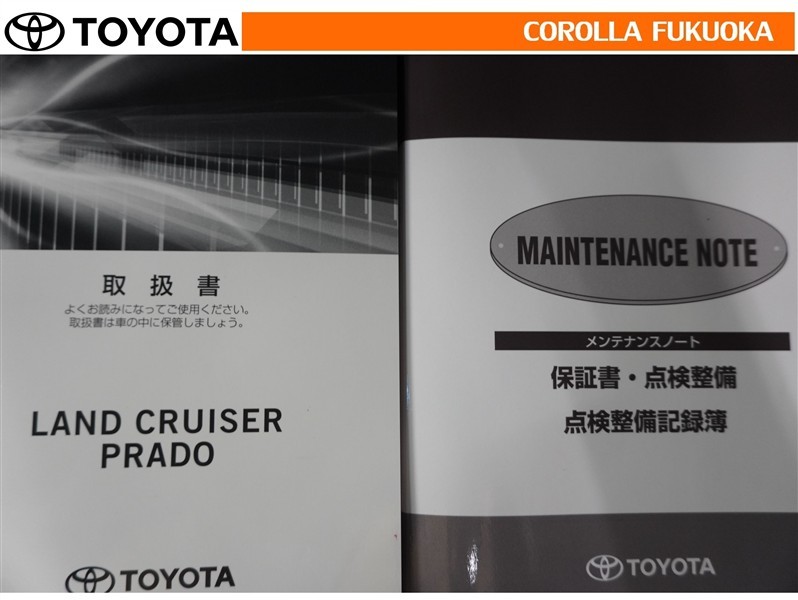 TOYOTA
COROLLA FUKUOKA
取扱書
よくお読みになってご使用ください。
取扱書は車の中に保管しましょう。
LAND CRUISER
PRADO
TOYOTA
MAINTENANCE NOTE
メンテナンスノート
保証書・点検整備
点検整備記録簿
TOYOTA